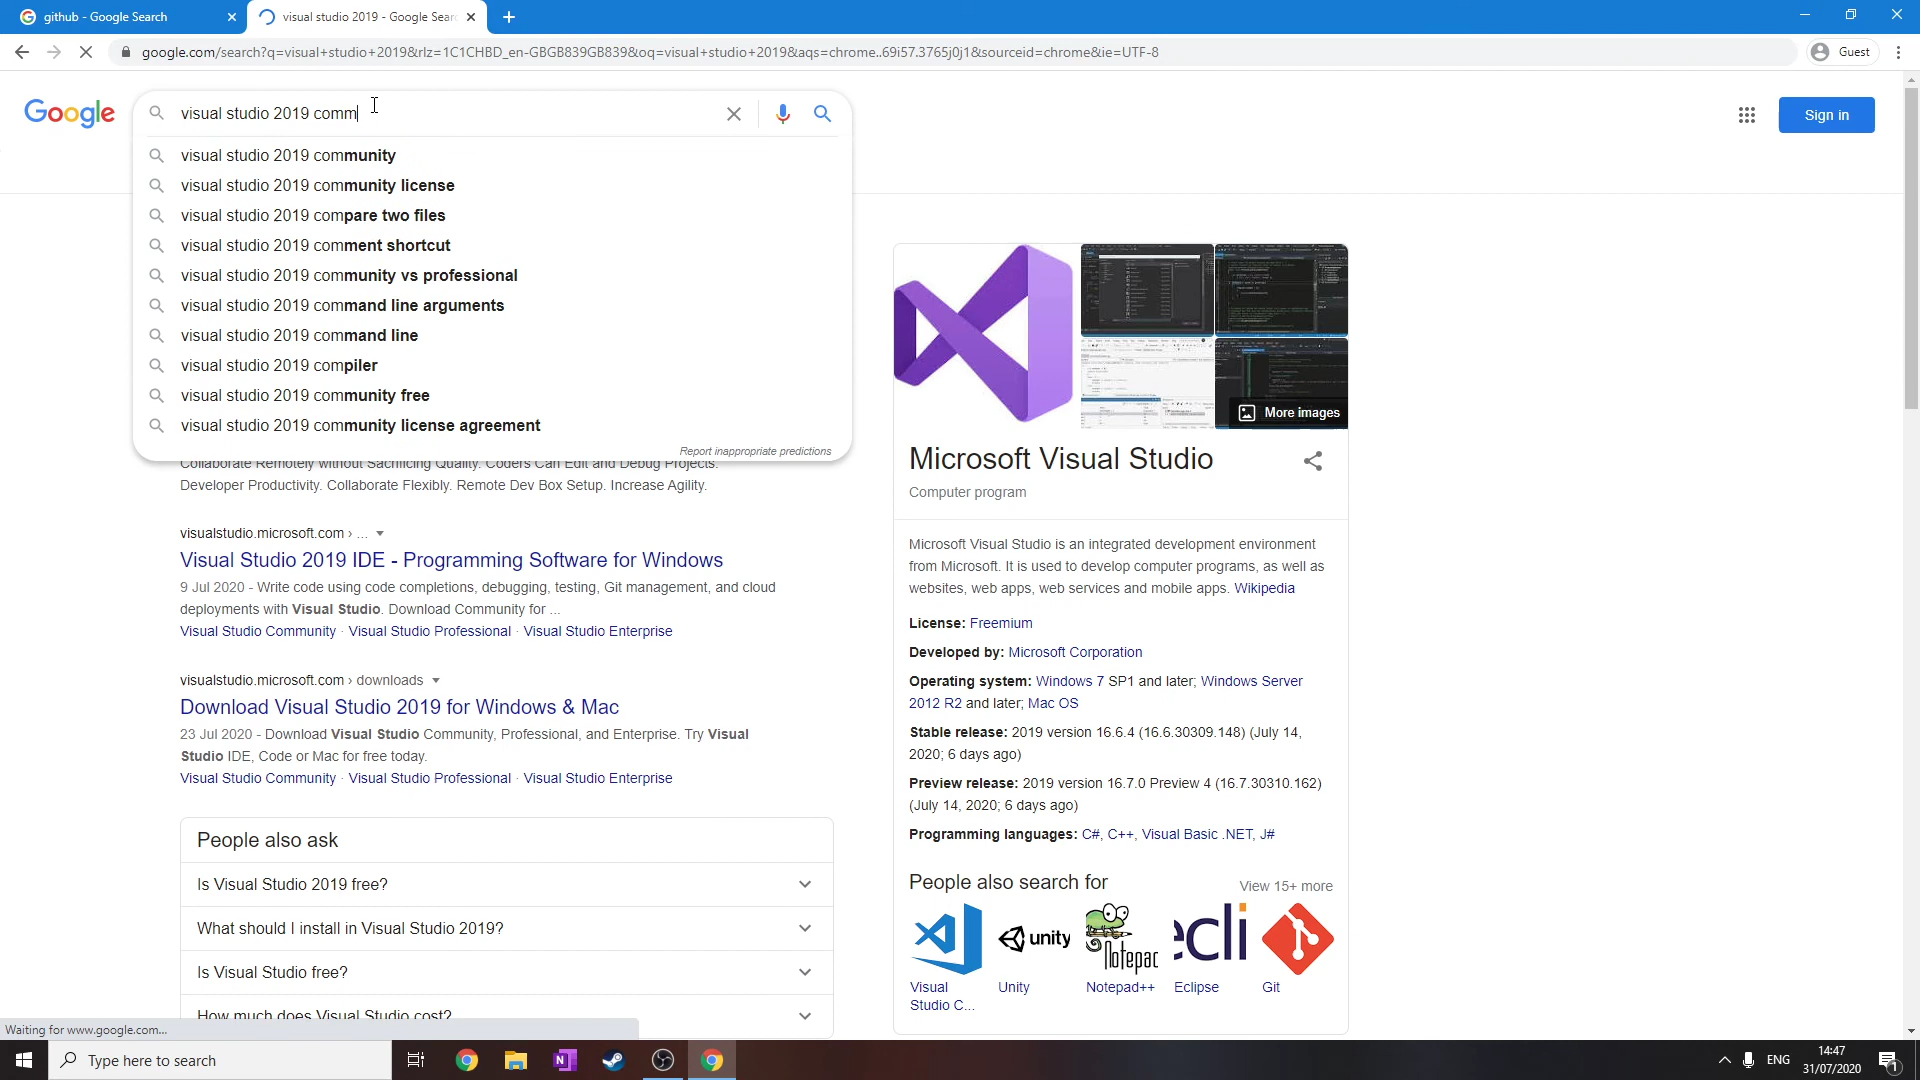 github - Google Search
visual studio 2019 - Google Searc
google.com/search?q=visual+studio+2019&rlz=1C1CHBD_en-GBGB839GB839&oq=visual+studio+2019&aqs=chrome..69i57.3765j0j1&sourceid=chrome&ie=UTF-8
Guest
Google
visual studio 2019 comm
Sign in
visual studio 2019 community
visual studio 2019 community license
visual studio 2019 compare two files
visual studio 2019 comment shortcut
visual studio 2019 community vs professional
visual studio 2019 command line arguments
visual studio 2019 command line
visual studio 2019 compiler
visual studio 2019 community free
visual studio 2019 community license agreement
Report inappropriate predictions
Collaborate Remotely without Sacrificing Quality. Coders Can Edit and Debug Projects.
Developer Productivity. Collaborate Flexibly. Remote Dev Box Setup. Increase Agility.
visualstudio.microsoft.com › ...
Visual Studio 2019 IDE - Programming Software for Windows
9 Jul 2020 - Write code using code completions, debugging, testing, Git management, and cloud
deployments with Visual Studio. Download Community for ...
Visual Studio Community · Visual Studio Professional · Visual Studio Enterprise
visualstudio.microsoft.com › downloads
Download Visual Studio 2019 for Windows & Mac
23 Jul 2020 - Download Visual Studio Community, Professional, and Enterprise. Try Visual
Studio IDE, Code or Mac for free today.
Visual Studio Community · Visual Studio Professional · Visual Studio Enterprise
People also ask
Is Visual Studio 2019 free?
What should I install in Visual Studio 2019?
Is Visual Studio free?
How much does Visual Studio cost?
More images
Microsoft Visual Studio
Computer program
Microsoft Visual Studio is an integrated development environment
from Microsoft. It is used to develop computer programs, as well as
websites, web apps, web services and mobile apps. Wikipedia
License: Freemium
Developed by: Microsoft Corporation
Operating system: Windows 7 SP1 and later; Windows Server
2012 R2 and later; Mac OS
Stable release: 2019 version 16.6.4 (16.6.30309.148) (July 14,
2020; 6 days ago)
Preview release: 2019 version 16.7.0 Preview 4 (16.7.30310.162)
(July 14, 2020; 6 days ago)
Programming languages: C#, C++, Visual Basic .NET, J#
People also search for
View 15+ more
unity
Notepad
ecli
Visual
Studio C...
Unity
Notepad++
Eclipse
Git
Waiting for www.google.com...
Type here to search
N
ENG
14:47
31/07/2020
1